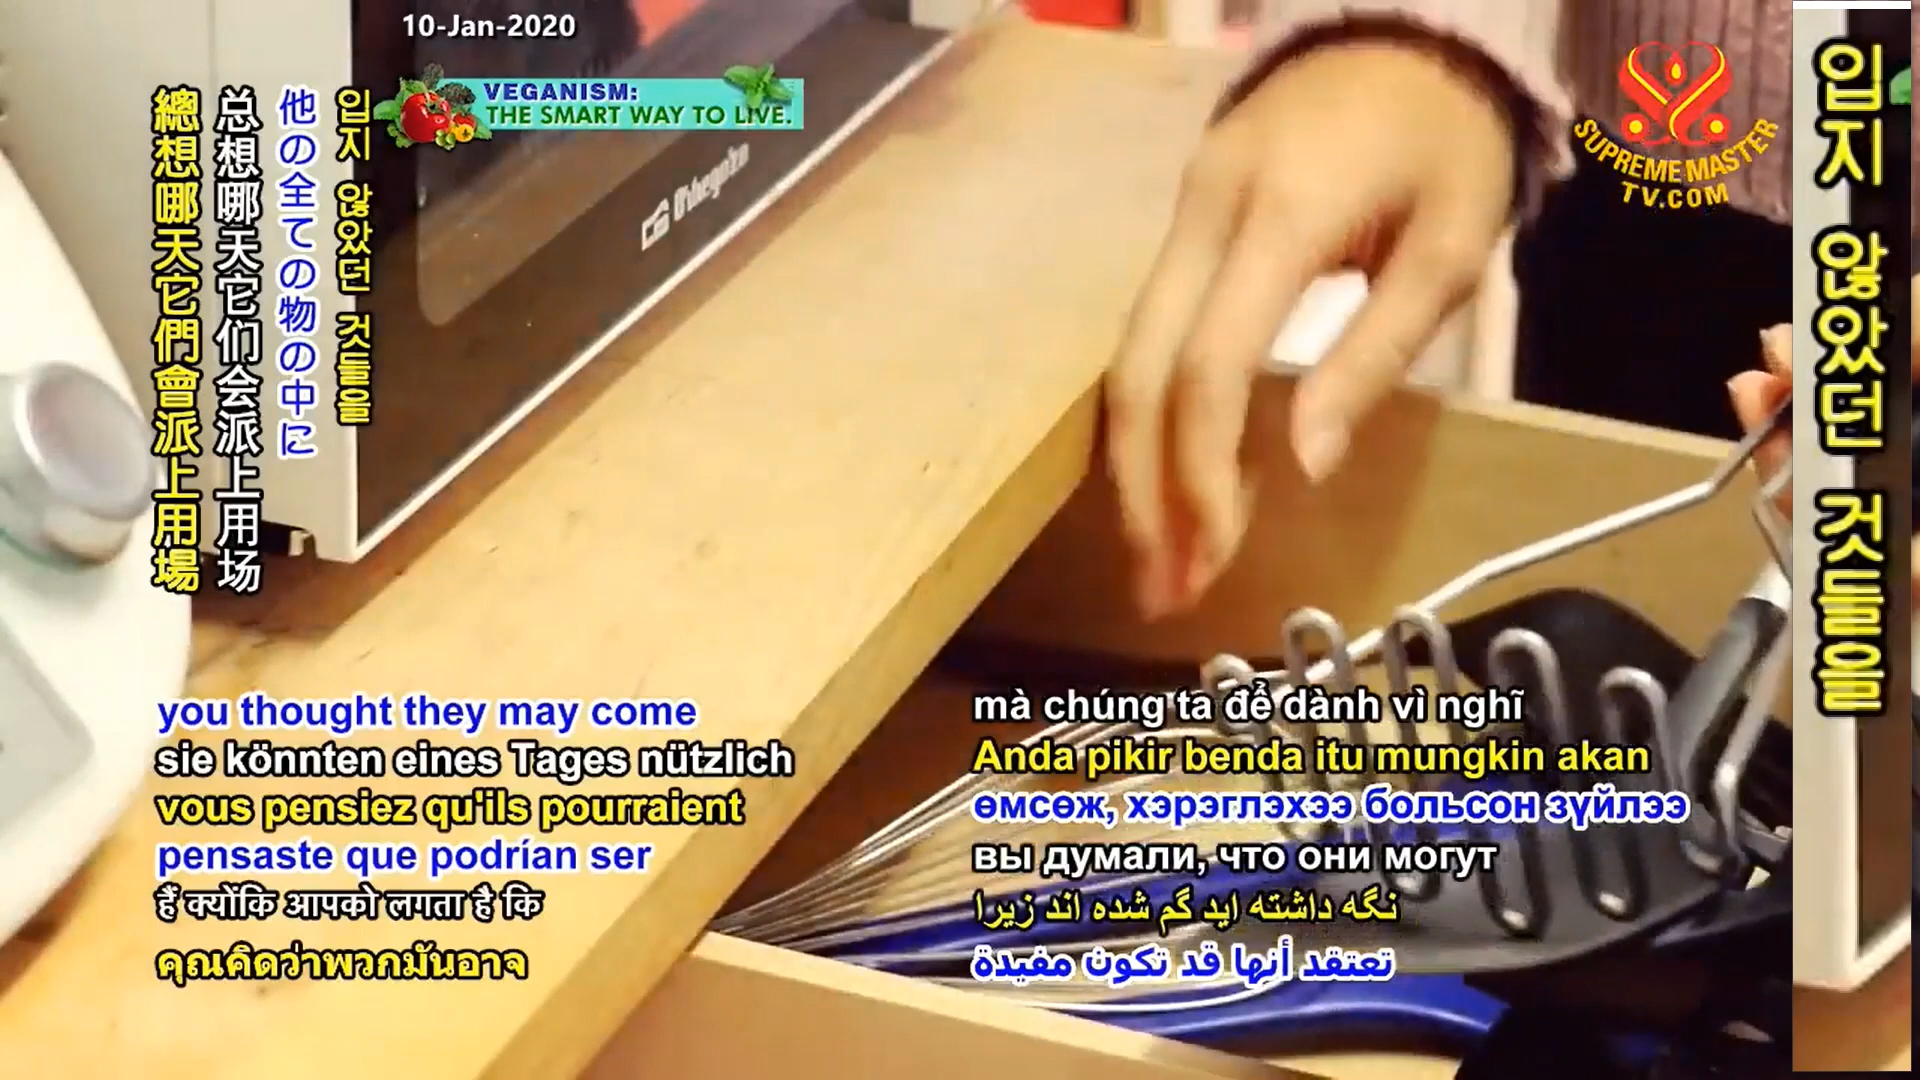 10-Jan-2020
VEGANISM:
THE SMART WAY TO LIVE.
SUPREME MASTER
TV.COM
總想哪天它們會派上用場
总想哪天它们会派上用场
他の全ての物の中に
입지 않았던 것들을
입지 않았던 것들을
you thought they may come
sie könnten eines Tages nützlich
vous pensiez qu'ils pourraient
pensaste que podrían ser
हैं क्योंकि आपको लगता है कि
คุณคิดว่าพวกมันอาจ
mà chúng ta để dành vì nghĩ
Anda pikir benda itu mungkin akan
өмсөж, хэрэглэхээ больсон зүйлээ
вы думали, что они могут
نگه داشته اید گم شده اند زیرا
تعتقد أنها قد تكون مفيدة